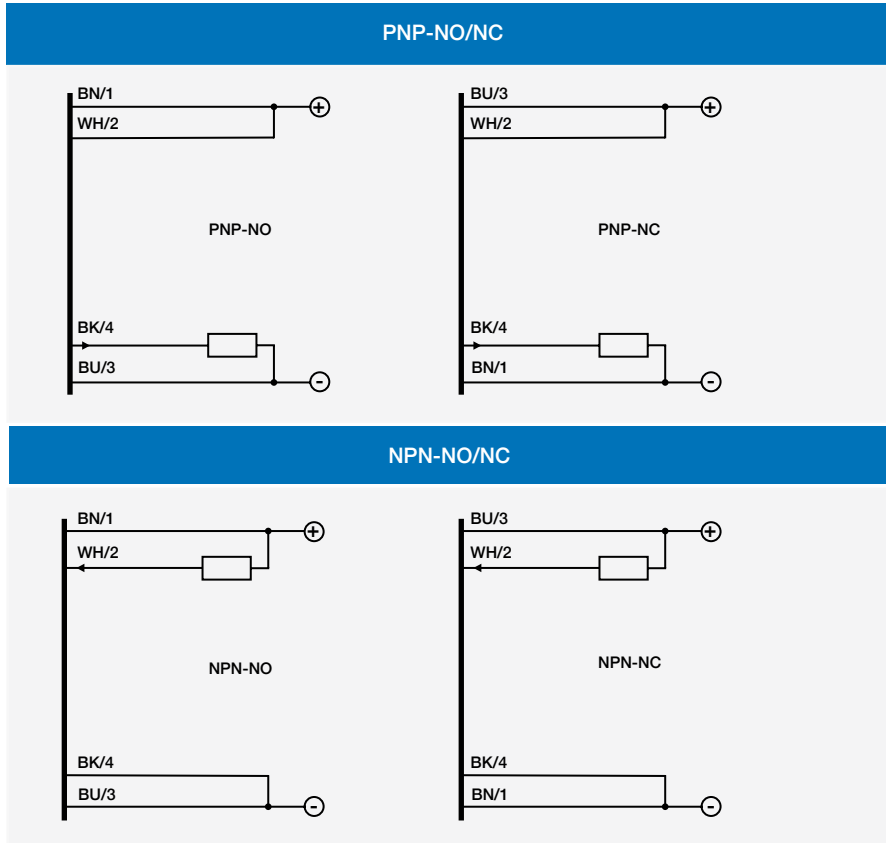 PNP-NO/NC
BN/1
WH/2
PNP-NO
BK/4
BU/3
BU/3
WH/2
PNP-NC
BK/4
BN/1
NPN-NO/NC
BN/1
WH/2
NPN-NO
BK/4
BU/3
BU/3
WH/2
NPN-NC
BK/4
BN/1